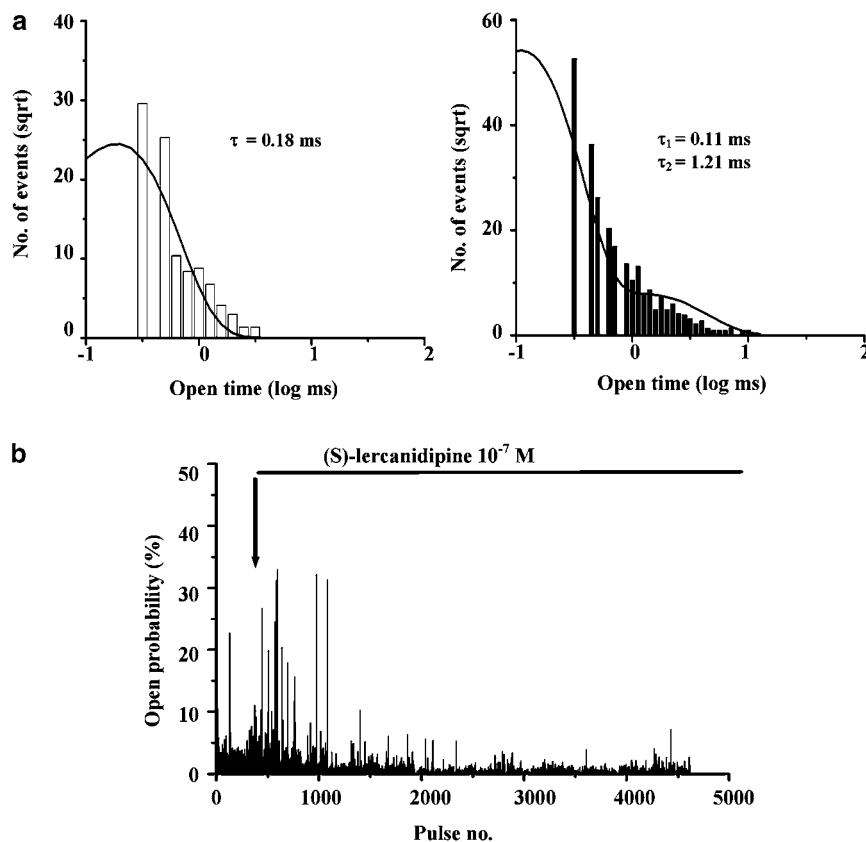 a
40
30
20
10
0
No. of events (sqrt)
τ = 0.18 ms
-1 0 1 2
Open time (log ms)
60
40
20
0
No. of events (sqrt)
τ1 = 0.11 ms
τ2 = 1.21 ms
-1 0 1 2
Open time (log ms)
b
(S)-lercanidipine 10⁻⁷ M
50
40
30
20
10
0
Open probability (%)
0 1000 2000 3000 4000 5000
Pulse no.